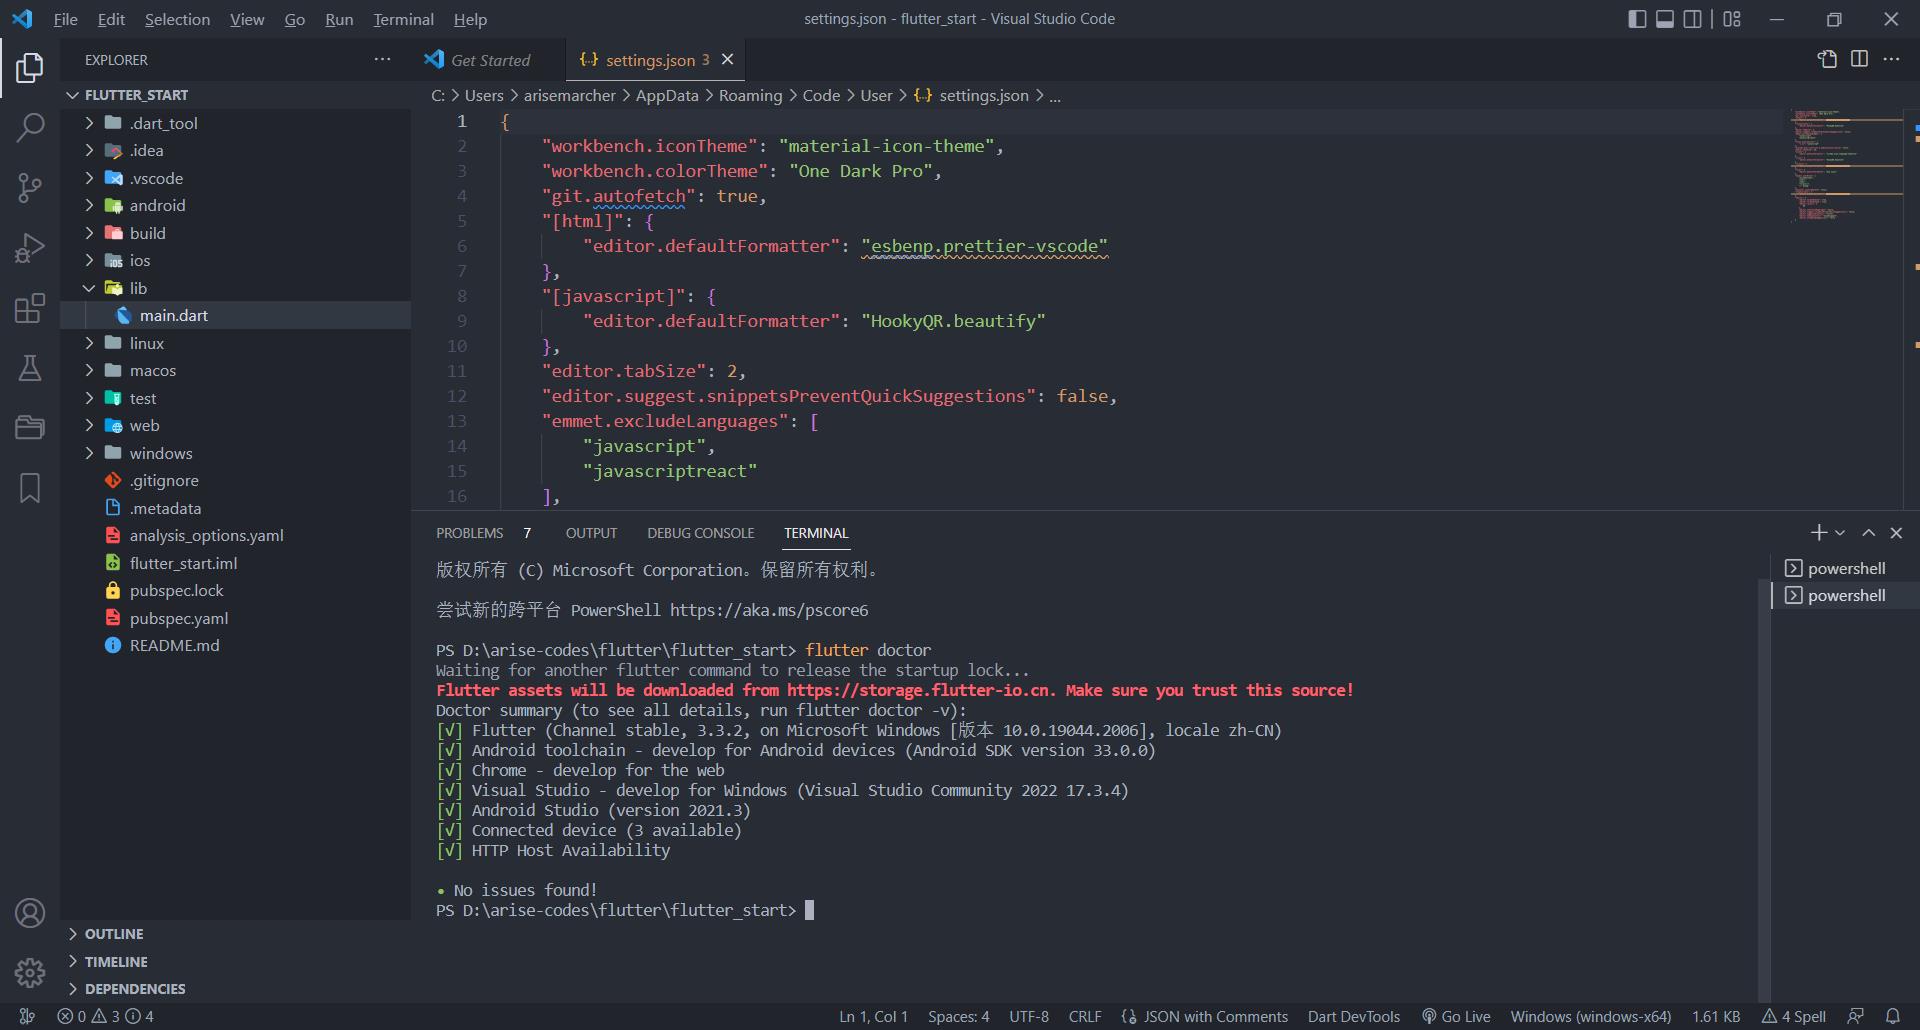 File Edit Selection View Go Run Terminal Help
settings.json - flutter_start - Visual Studio Code
EXPLORER
FLUTTER_START
.dart_tool
.idea
.vscode
android
build
ios
lib
main.dart
linux
macos
test
web
windows
.gitignore
.metadata
analysis_options.yaml
flutter_start.iml
pubspec.lock
pubspec.yaml
README.md
OUTLINE
TIMELINE
DEPENDENCIES
Get Started
settings.json 3
C: > Users > arisemarcher > AppData > Roaming > Code > User > {..} settings.json > ...
1 {
2 "workbench.iconTheme": "material-icon-theme",
3 "workbench.colorTheme": "One Dark Pro",
4 "git.autofetch": true,
5 "[html]": {
6 "editor.defaultFormatter": "esbenp.prettier-vscode"
7 },
8 "[javascript]": {
9 "editor.defaultFormatter": "HookyQR.beautify"
10 },
11 "editor.tabSize": 2,
12 "editor.suggest.snippetsPreventQuickSuggestions": false,
13 "emmet.excludeLanguages": [
14 "javascript",
15 "javascriptreact"
16 ],
PROBLEMS 7 OUTPUT DEBUG CONSOLE TERMINAL
版权所有 (C) Microsoft Corporation。保留所有权利。
尝试新的跨平台 PowerShell https://aka.ms/pscore6
PS D:\arise-codes\flutter\flutter_start> flutter doctor
Waiting for another flutter command to release the startup lock...
Flutter assets will be downloaded from https://storage.flutter-io.cn. Make sure you trust this source!
Doctor summary (to see all details, run flutter doctor -v):
[√] Flutter (Channel stable, 3.3.2, on Microsoft Windows [版本 10.0.19044.2006], locale zh-CN)
[√] Android toolchain - develop for Android devices (Android SDK version 33.0.0)
[√] Chrome - develop for the web
[√] Visual Studio - develop for Windows (Visual Studio Community 2022 17.3.4)
[√] Android Studio (version 2021.3)
[√] Connected device (3 available)
[√] HTTP Host Availability
• No issues found!
PS D:\arise-codes\flutter\flutter_start>
powershell
powershell
0 3 4
Ln 1, Col 1 Spaces: 4 UTF-8 CRLF JSON with Comments Dart DevTools Go Live Windows (windows-x64) 1.61 KB 4 Spell